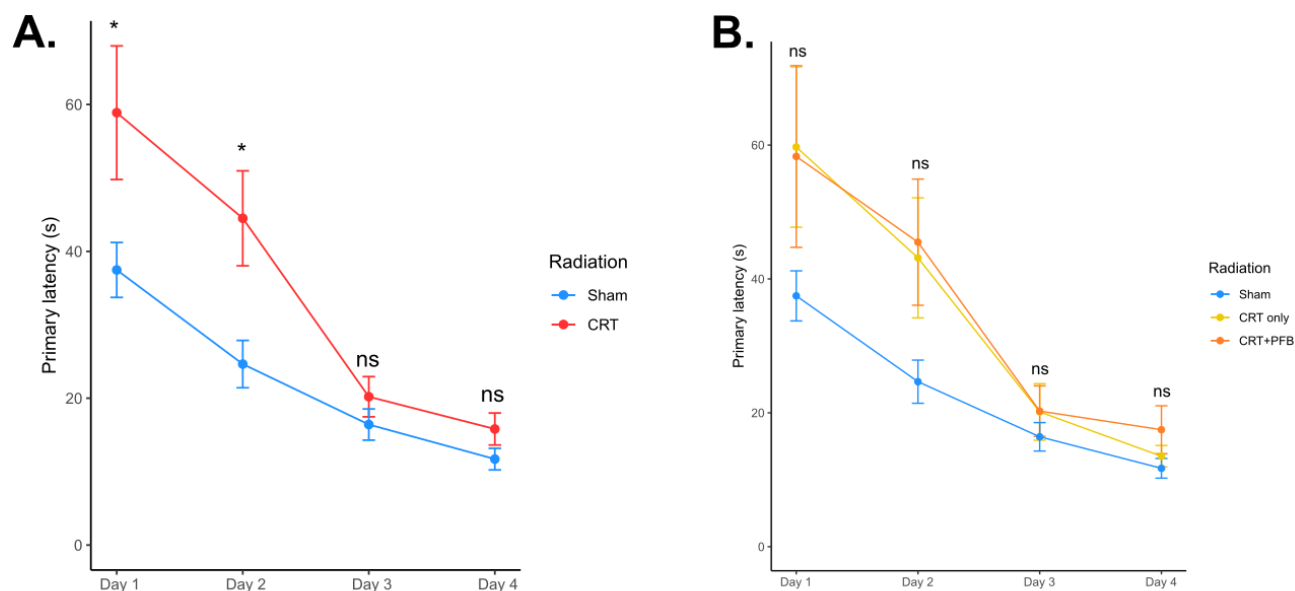 A.
*
*
ns
ns
Primary latency (s)
60
40
20
0
Day 1 Day 2 Day 3 Day 4
Radiation
Sham
CRT
B.
ns
ns
ns
ns
Primary latency (s)
60
40
20
0
Day 1 Day 2 Day 3 Day 4
Radiation
Sham
CRT only
CRT+PFB